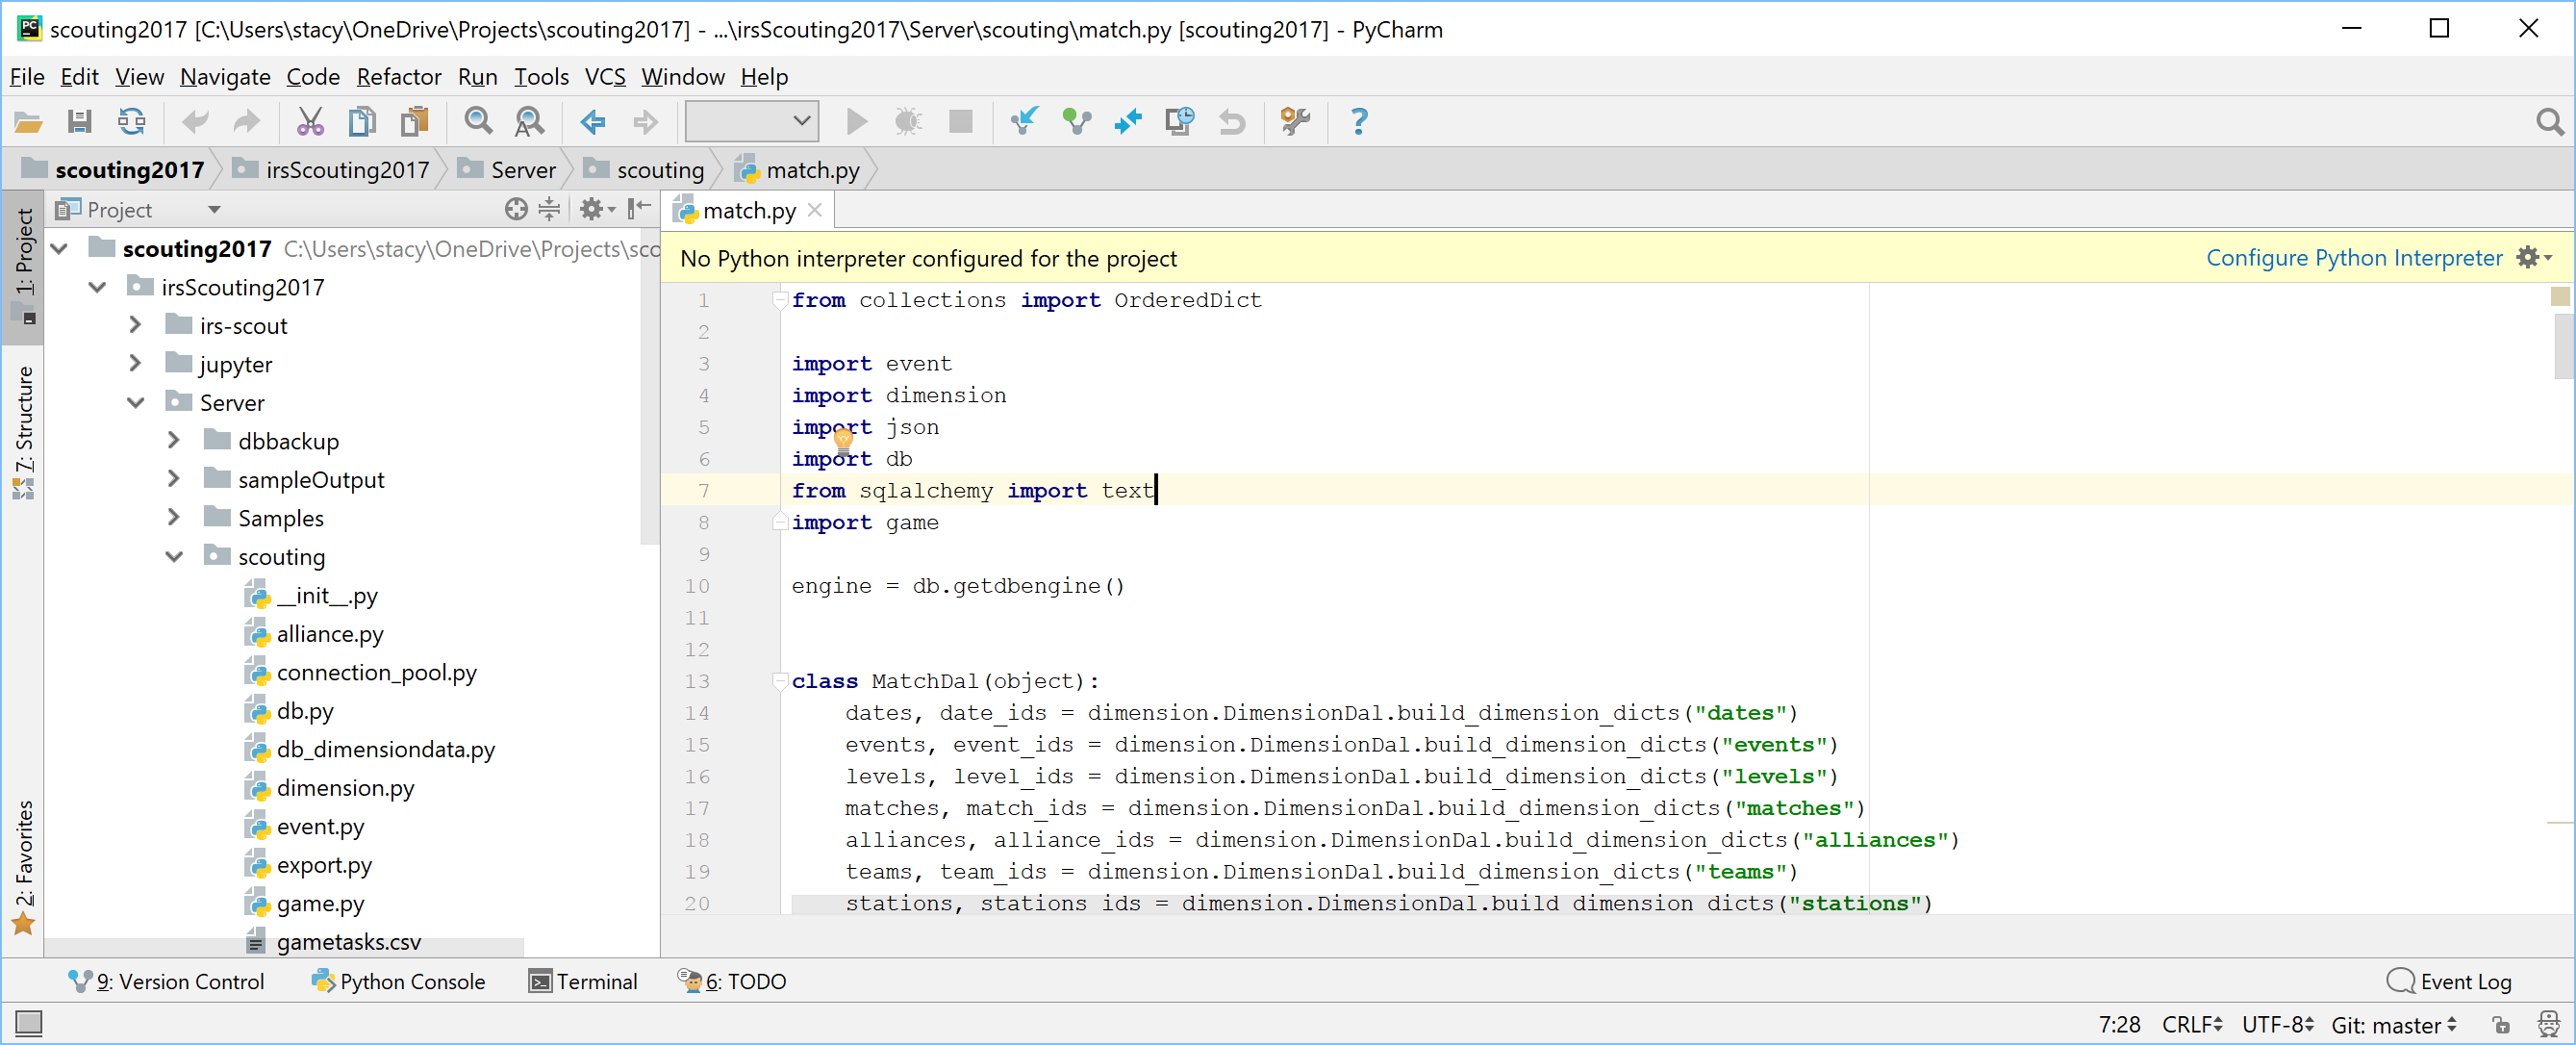 scouting2017 [C:\Users\stacy\OneDrive\Projects\scouting2017] - ...\irsScouting2017\Server\scouting\match.py [scouting2017] - PyCharm
File Edit View Navigate Code Refactor Run Tools VCS Window Help
scouting2017 irsScouting2017 Server scouting match.py
1: Project
7: Structure
2: Favorites
Project
scouting2017 C:\Users\stacy\OneDrive\Projects\sco
irsScouting2017
irs-scout
jupyter
Server
dbbackup
sampleOutput
Samples
scouting
__init__.py
alliance.py
connection_pool.py
db.py
db_dimensiondata.py
dimension.py
event.py
export.py
game.py
gametasks.csv
match.py
No Python interpreter configured for the project Configure Python Interpreter
1 from collections import OrderedDict
2
3 import event
4 import dimension
5 import json
6 import db
7 from sqlalchemy import text
8 import game
9
10 engine = db.getdbengine()
11
12
13 class MatchDal(object):
14 dates, date_ids = dimension.DimensionDal.build_dimension_dicts("dates")
15 events, event_ids = dimension.DimensionDal.build_dimension_dicts("events")
16 levels, level_ids = dimension.DimensionDal.build_dimension_dicts("levels")
17 matches, match_ids = dimension.DimensionDal.build_dimension_dicts("matches")
18 alliances, alliance_ids = dimension.DimensionDal.build_dimension_dicts("alliances")
19 teams, team_ids = dimension.DimensionDal.build_dimension_dicts("teams")
20 stations, stations_ids = dimension.DimensionDal.build_dimension_dicts("stations")
9: Version Control Python Console Terminal 6: TODO Event Log
7:28 CRLF UTF-8 Git: master